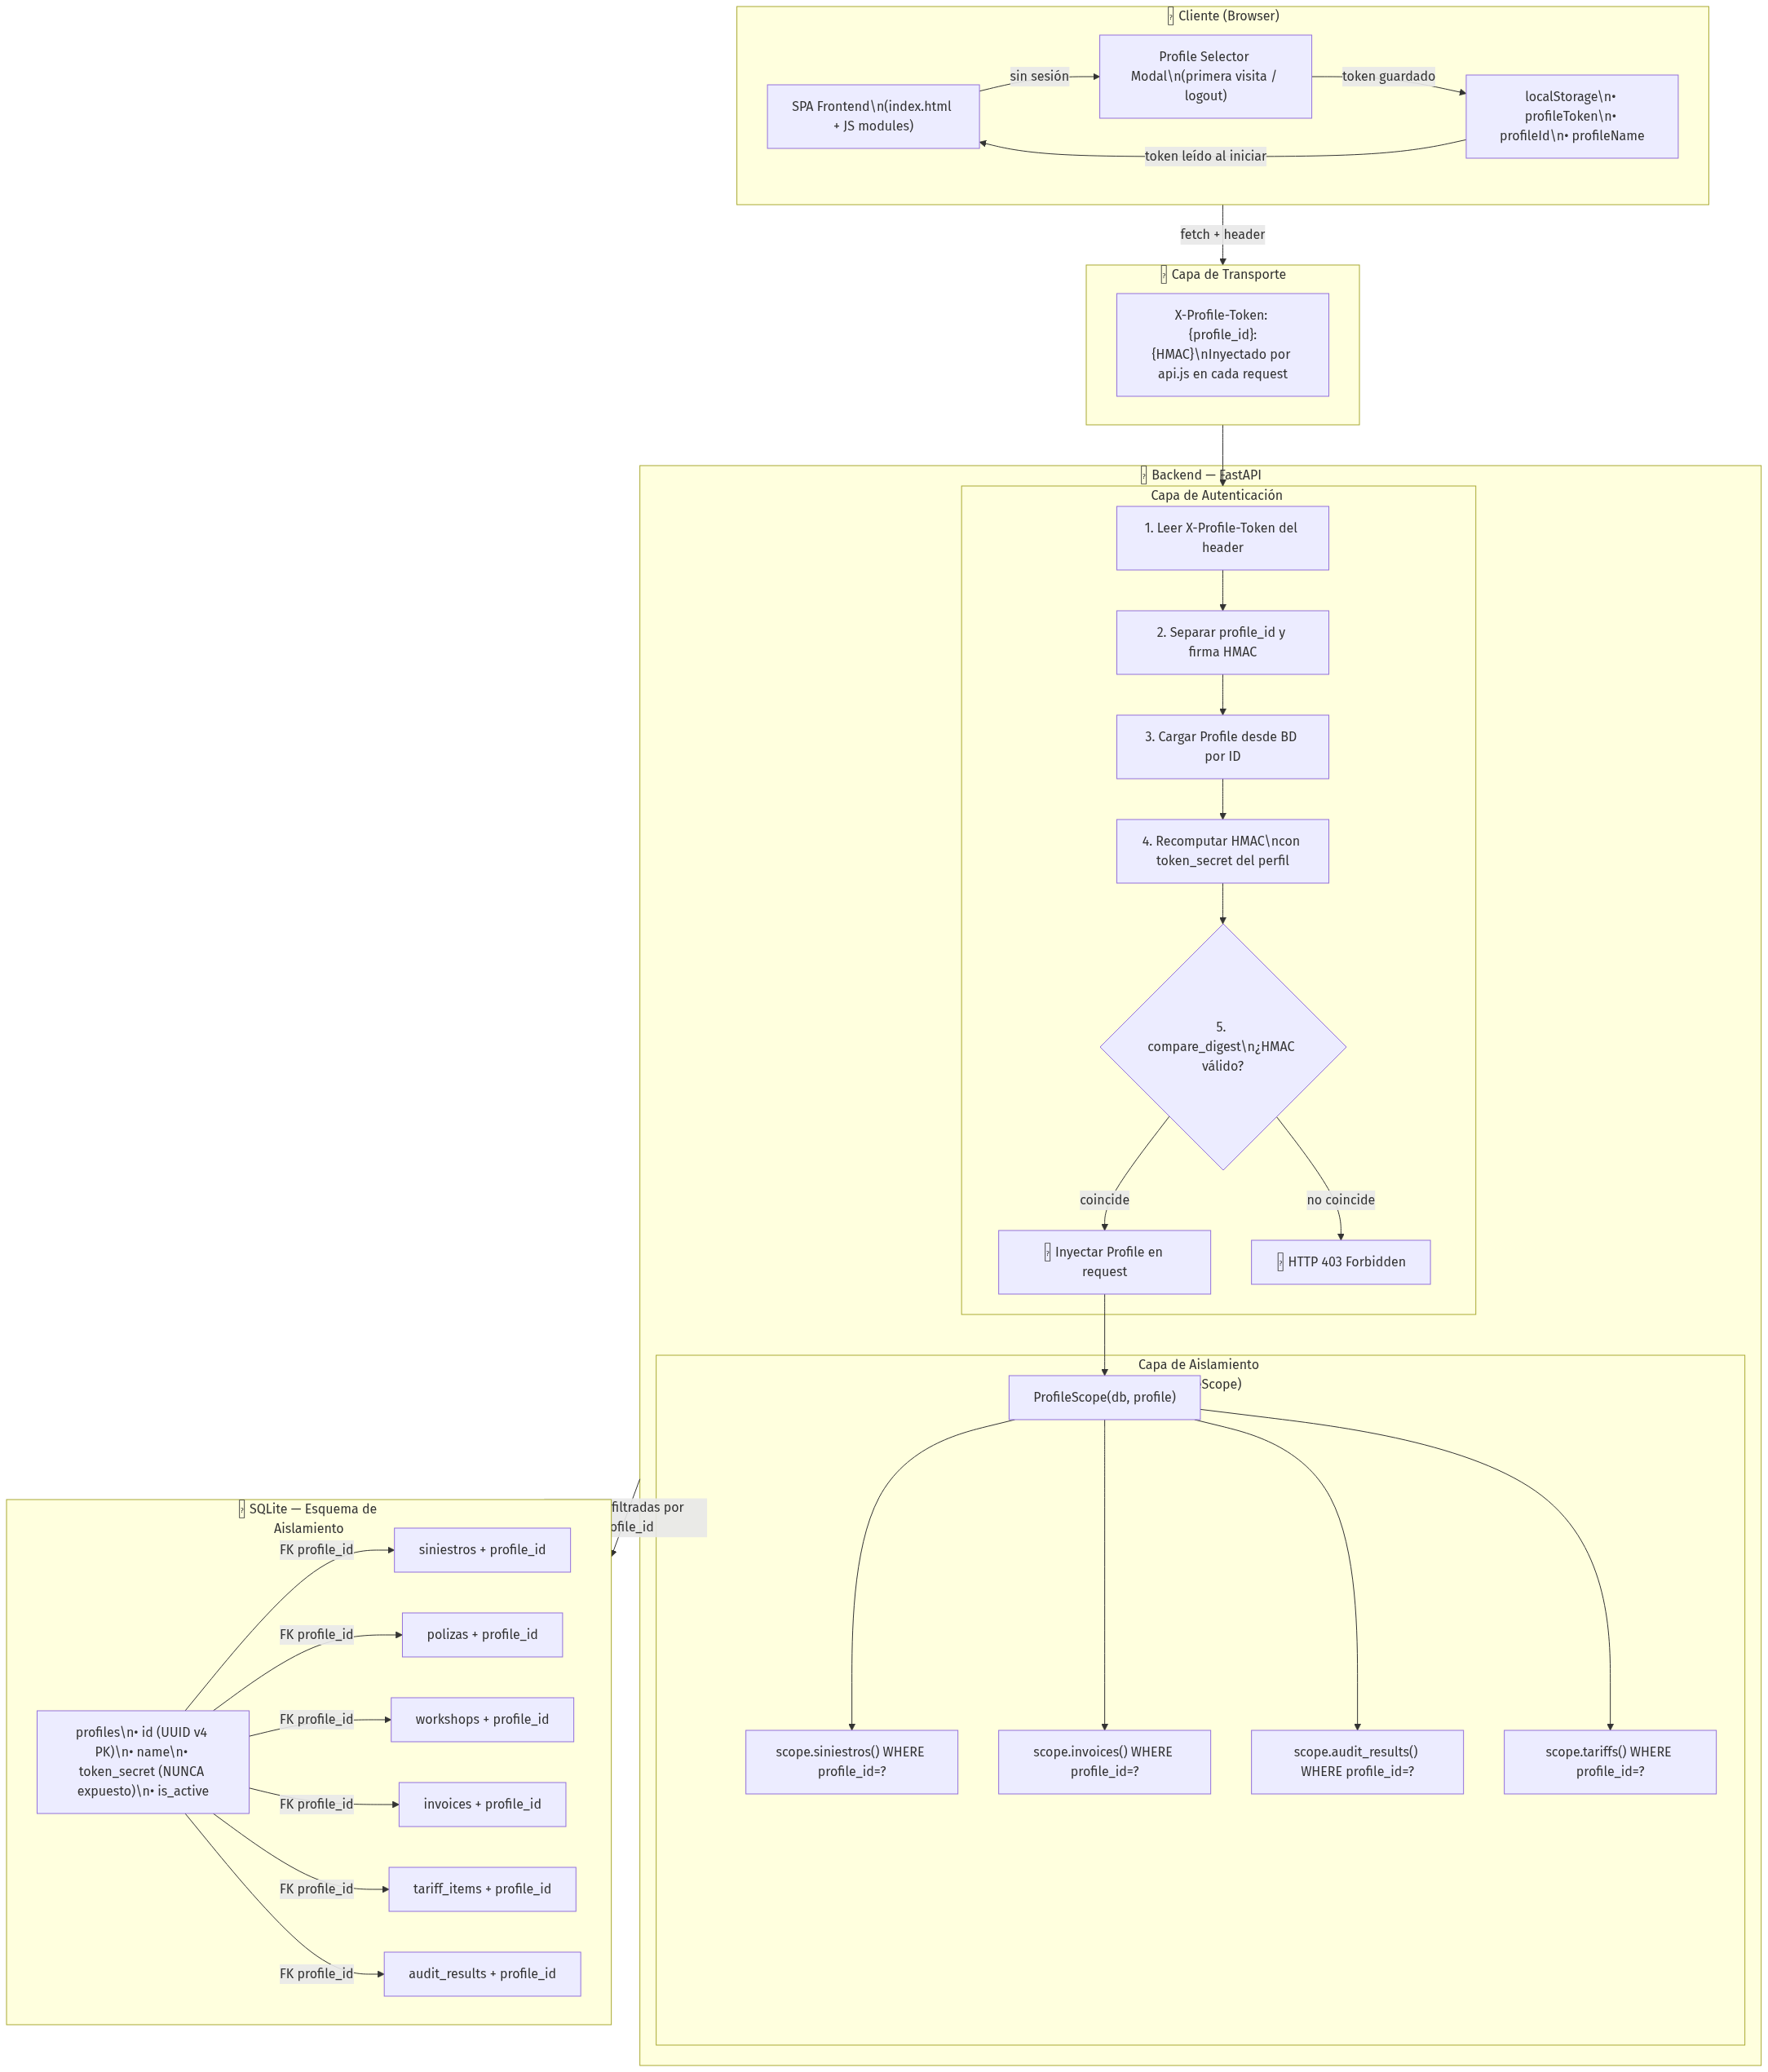 Cliente (Browser)
SPA Frontend\n(index.html
+ JS modules)
sin sesión
Profile Selector
Modal\n(primera visita /
logout)
token guardado
localStorage\n•
profileToken\n•
profileId\n• profileName
token leído al iniciar
fetch + header
Capa de Transporte
X-Profile-Token:
{profile_id}:
{HMAC}\nInyectado por
api.js en cada request
Backend — FastAPI
Capa de Autenticación
1. Leer X-Profile-Token del
header
2. Separar profile_id y
firma HMAC
3. Cargar Profile desde BD
por ID
4. Recomputar HMAC\ncon
token_secret del perfil
5.
compare_digest\n¿HMAC
válido?
coincide
no coincide
Inyectar Profile en
request
HTTP 403 Forbidden
Capa de Aislamiento
Scope)
ProfileScope(db, profile)
scope.siniestros() WHERE
profile_id=?
scope.invoices() WHERE
profile_id=?
scope.audit_results()
WHERE profile_id=?
scope.tariffs() WHERE
profile_id=?
filtradas por
ofile_id
SQLite — Esquema de
Aislamiento
profiles\n• id (UUID v4
PK)\n• name\n•
token_secret (NUNCA
expuesto)\n• is_active
FK profile_id
siniestros + profile_id
FK profile_id
polizas + profile_id
FK profile_id
workshops + profile_id
FK profile_id
invoices + profile_id
FK profile_id
tariff_items + profile_id
FK profile_id
audit_results + profile_id